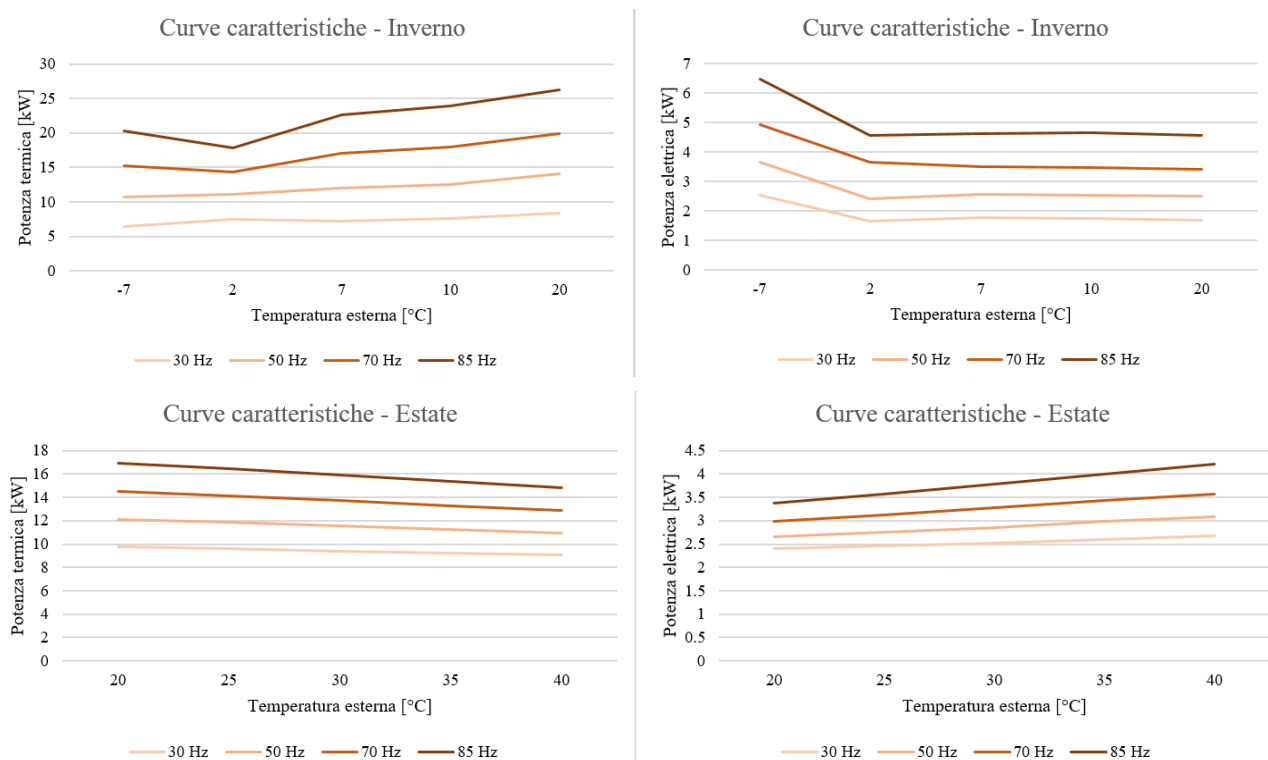 Curve caratteristiche - Inverno
Potenza termica [kW]
30
25
20
15
10
5
0
-7 2 7 10 20
Temperatura esterna [°C]
30 Hz 50 Hz 70 Hz 85 Hz
Curve caratteristiche - Inverno
Potenza elettrica [kW]
7
6
5
4
3
2
1
0
-7 2 7 10 20
Temperatura esterna [°C]
30 Hz 50 Hz 70 Hz 85 Hz
Curve caratteristiche - Estate
Potenza termica [kW]
18
16
14
12
10
8
6
4
2
0
20 25 30 35 40
Temperatura esterna [°C]
30 Hz 50 Hz 70 Hz 85 Hz
Curve caratteristiche - Estate
Potenza elettrica [kW]
4.5
4
3.5
3
2.5
2
1.5
1
0.5
0
20 25 30 35 40
Temperatura esterna [°C]
30 Hz 50 Hz 70 Hz 85 Hz